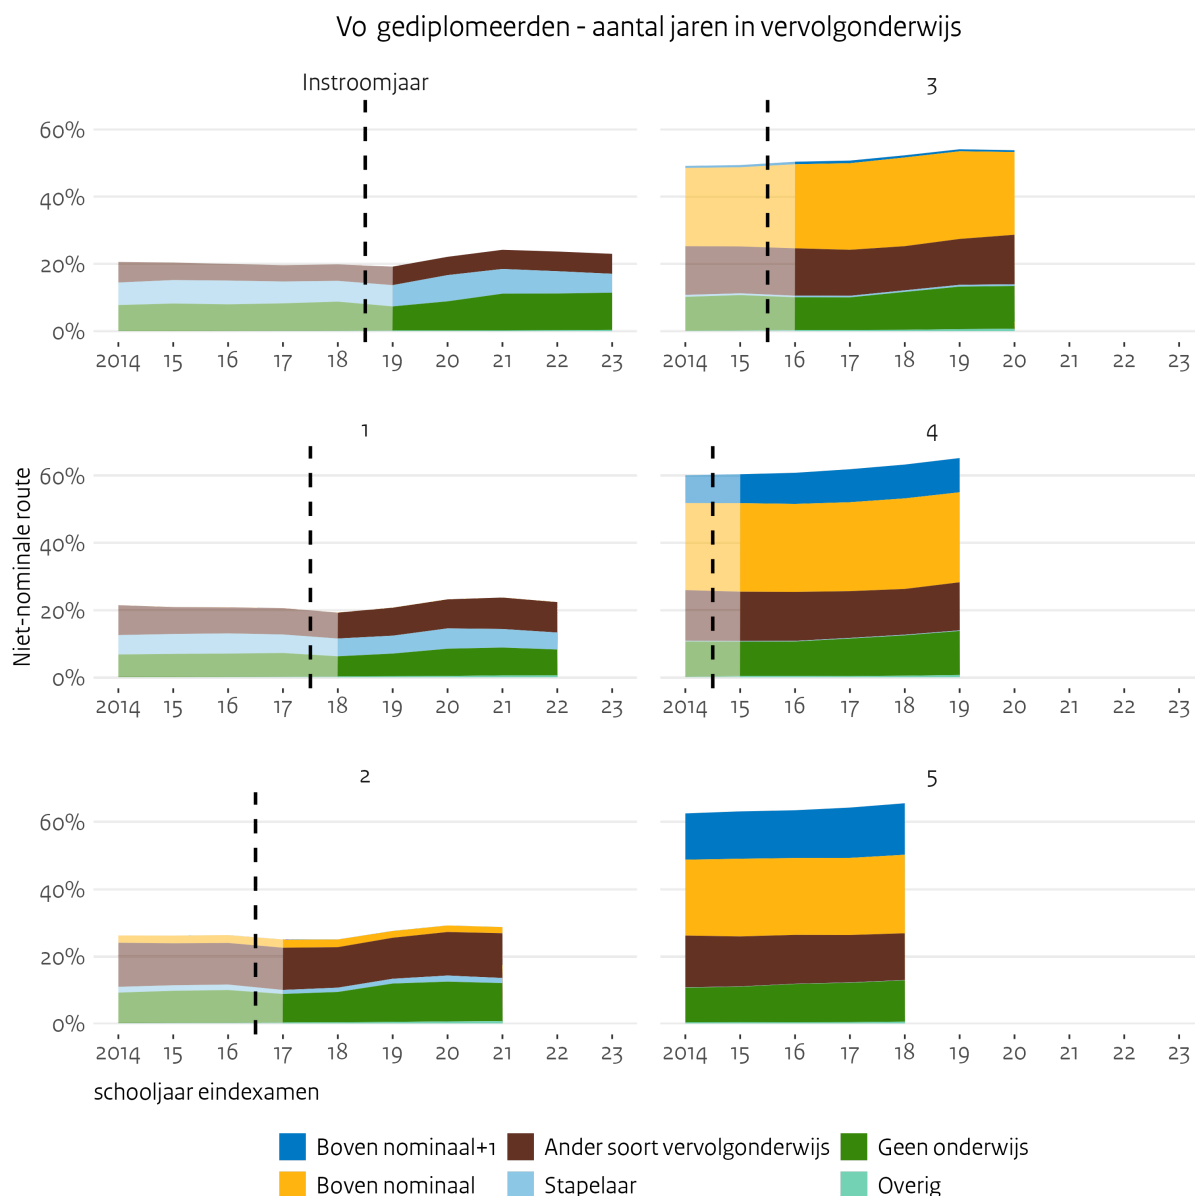 Vo gediplomeerden - aantal jaren in vervolgonderwijs
Instroomjaar
60%
40%
20%
0%
2014 15 16 17 18 19 20 21 22 23
3
2014 15 16 17 18 19 20 21 22 23
Niet-nominale route
1
60%
40%
20%
0%
2014 15 16 17 18 19 20 21 22 23
4
2014 15 16 17 18 19 20 21 22 23
2
60%
40%
20%
0%
2014 15 16 17 18 19 20 21 22 23
5
2014 15 16 17 18 19 20 21 22 23
schooljaar eindexamen
Boven nominaal+1 Ander soort vervolgonderwijs Geen onderwijs
Boven nominaal Stapelaar Overig